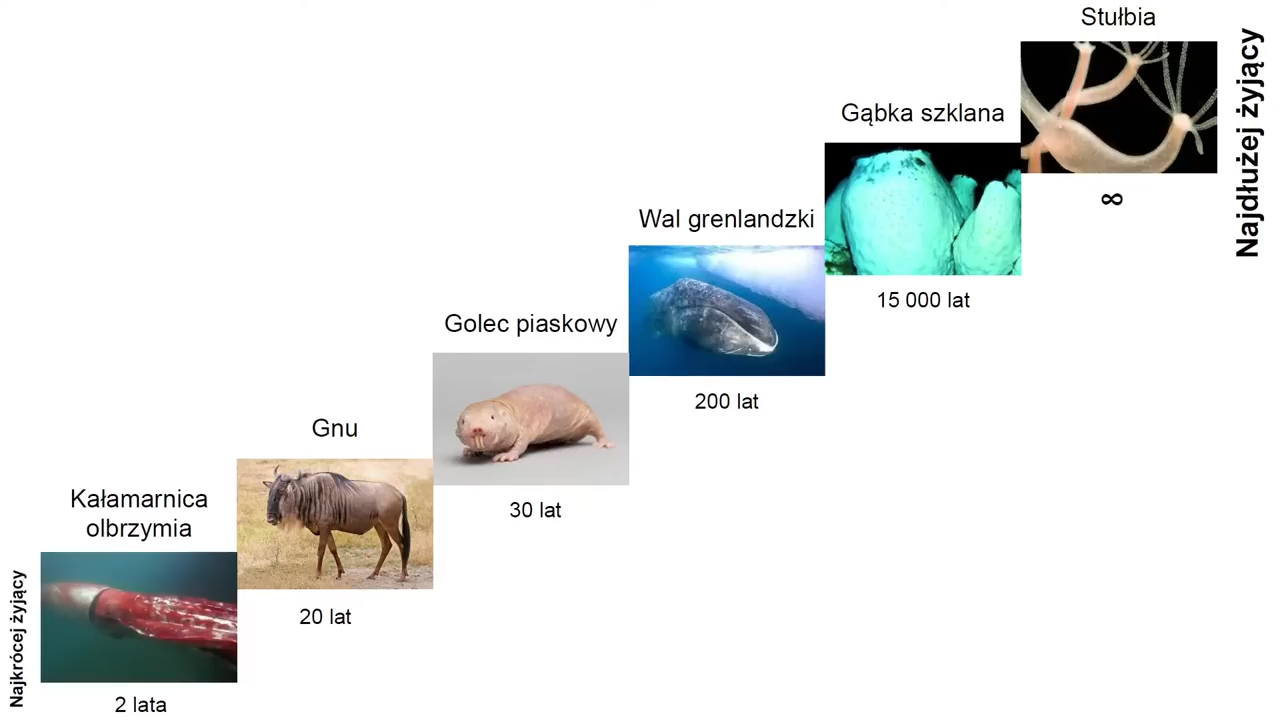 Stułbia
∞
Gąbka szklana
15 000 lat
Wal grenlandzki
200 lat
Golec piaskowy
30 lat
Gnu
20 lat
Kałamarnica
olbrzymia
2 lata
Najkrócej żyjący
Najdłużej żyjący